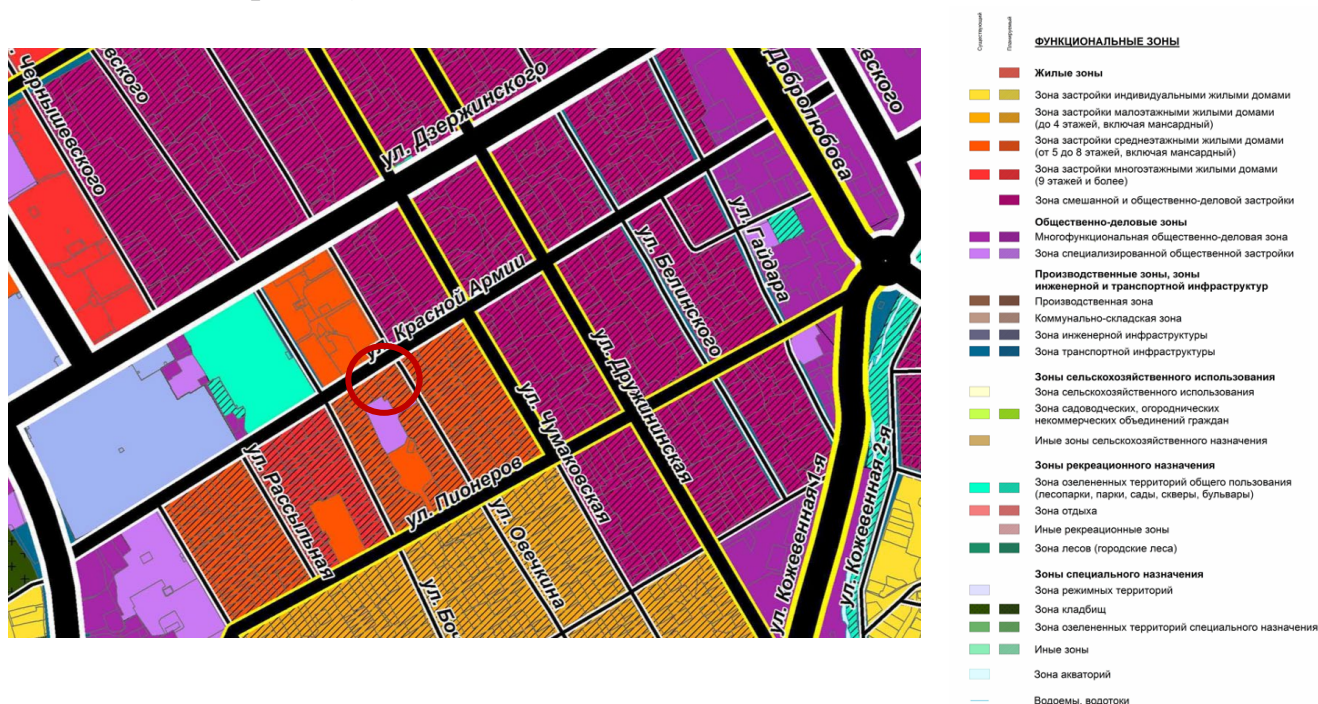 Существующий
Планируемый
ФУНКЦИОНАЛЬНЫЕ ЗОНЫ
Жилые зоны
Зона застройки индивидуальными жилыми домами
Зона застройки малоэтажными жилыми домами
(до 4 этажей, включая мансардный)
Зона застройки среднеэтажными жилыми домами
(от 5 до 8 этажей, включая мансардный)
Зона застройки многоэтажными жилыми домами
(9 этажей и более)
Зона смешанной и общественно-деловой застройки
Общественно-деловые зоны
Многофункциональная общественно-деловая зона
Зона специализированной общественной застройки
Производственные зоны, зоны
инженерной и транспортной инфраструктур
Производственная зона
Коммунально-складская зона
Зона инженерной инфраструктуры
Зона транспортной инфраструктуры
Зоны сельскохозяйственного использования
Зона сельскохозяйственного использования
Зона садоводческих, огороднических
некоммерческих объединений граждан
Иные зоны сельскохозяйственного назначения
Зоны рекреационного назначения
Зона озелененных территорий общего пользования
(лесопарки, парки, сады, скверы, бульвары)
Зона отдыха
Иные рекреационные зоны
Зона лесов (городские леса)
Зоны специального назначения
Зона режимных территорий
Зона кладбищ
Зона озелененных территорий специального назначения
Иные зоны
Зона акваторий
Водоемы, водотоки
Чернышевского
вского
ул. Дзержинского
Добролюбова
вского
ул. Красной Армии
ул. Белинского
ул. Гайдара
ул. Чумаковская
ул. Дружининская
ул. Рассыльная
ул. Пионеров
ул. Овечкина
ул. Боч
ул. Кожевенная 1-я
ул. Кожевенная 2-я